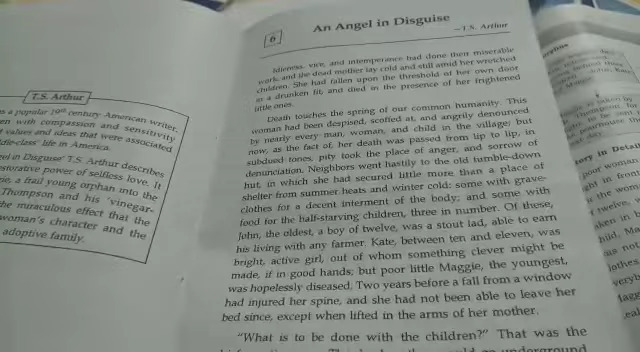 6
An Angel in Disguise
—T.S. Arthur
Idleness, vice, and intemperance had done their miserable
work, and the dead mother lay cold and still amid her wretched
children. She had fallen upon the threshold of her own door
in a drunken fit, and died in the presence of her frightened
little ones.
Death touches the spring of our common humanity. This
woman had been despised, scoffed at, and angrily denounced
by nearly every man, woman, and child in the village; but
now, as the fact of, her death was passed from lip to lip, in
subdued tones, pity took the place of anger, and sorrow of
denunciation. Neighbors went hastily to the old tumble-down
hut, in which she had secured little more than a place of
shelter from summer heats and winter cold: some with grave-
clothes for a decent interment of the body; and some with
food for the half-starving children, three in number. Of these,
John, the oldest, a boy of twelve, was a stout lad, able to earn
his living with any farmer. Kate, between ten and eleven, was
bright, active girl, out of whom something clever might be
made, if in good hands; but poor little Maggie, the youngest,
was hopelessly diseased. Two years before a fall from a window
had injured her spine, and she had not been able to leave her
bed since, except when lifted in the arms of her mother.
"What is to be done with the children?" That was the
underground
T.S. Arthur
a popular 19th century American writer,
with compassion and sensitivity
values and ideas that were associated
class' life in America.
in Disguise' T.S. Arthur describes
power of selfless love. It
a frail young orphan into the
Thompson and his 'vinegar-
the miraculous effect that the
woman's character and the
adoptive family.
in Detail
poor woman
in front
the wom
twelve,